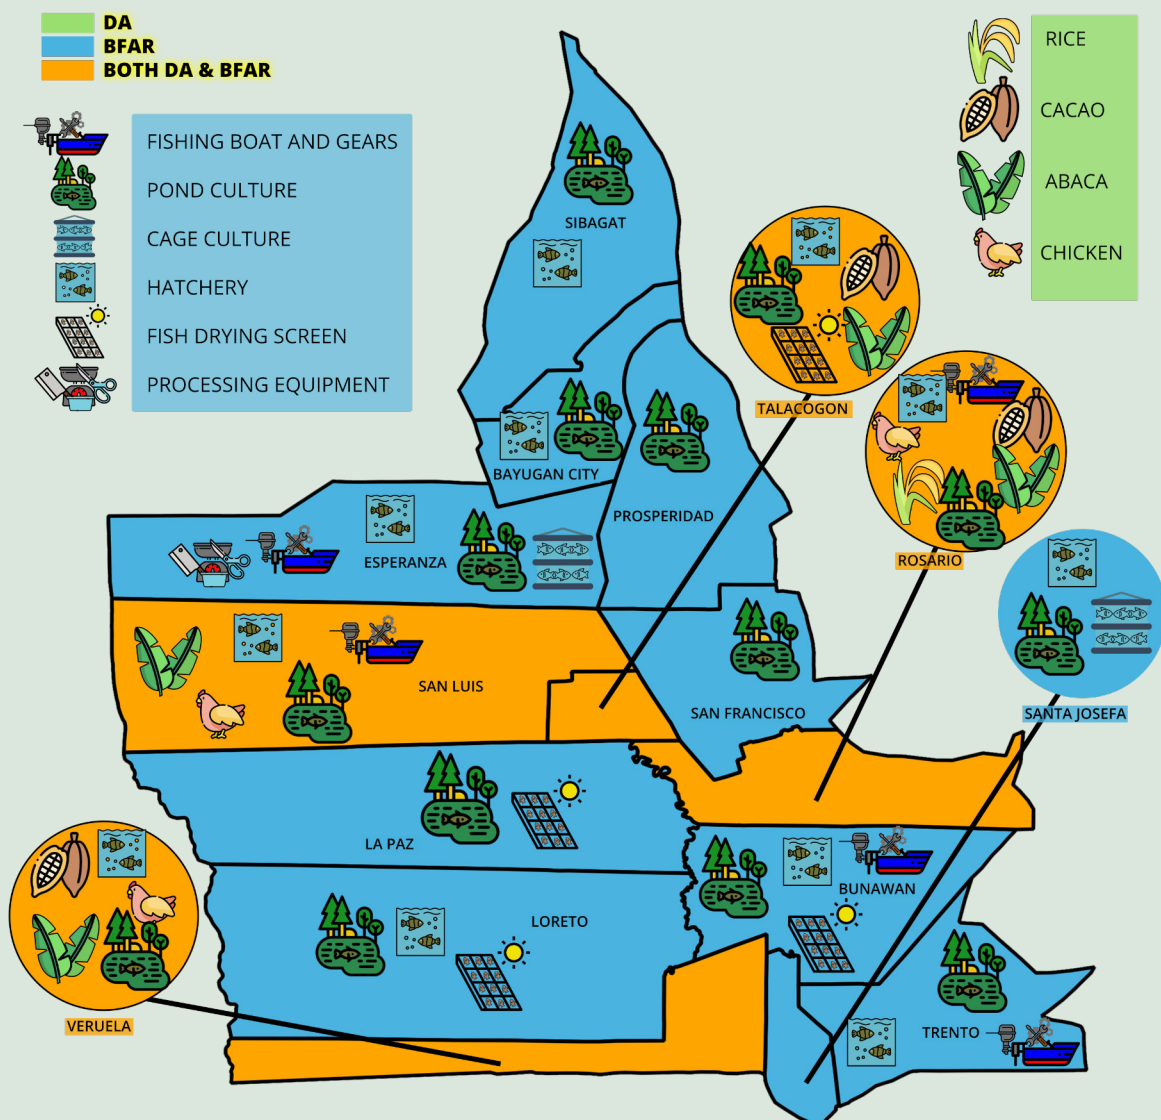 DA
BFAR
BOTH DA & BFAR
FISHING BOAT AND GEARS
POND CULTURE
CAGE CULTURE
HATCHERY
FISH DRYING SCREEN
PROCESSING EQUIPMENT
RICE
CACAO
ABACA
CHICKEN
SIBAGAT
TALACOGON
BAYUGAN CITY
PROSPERIDAD
ESPERANZA
ROSARIO
SAN LUIS
SAN FRANCISCO
SANTA JOSEFA
LA PAZ
BUNAWAN
LORETO
VERUELA
TRENTO